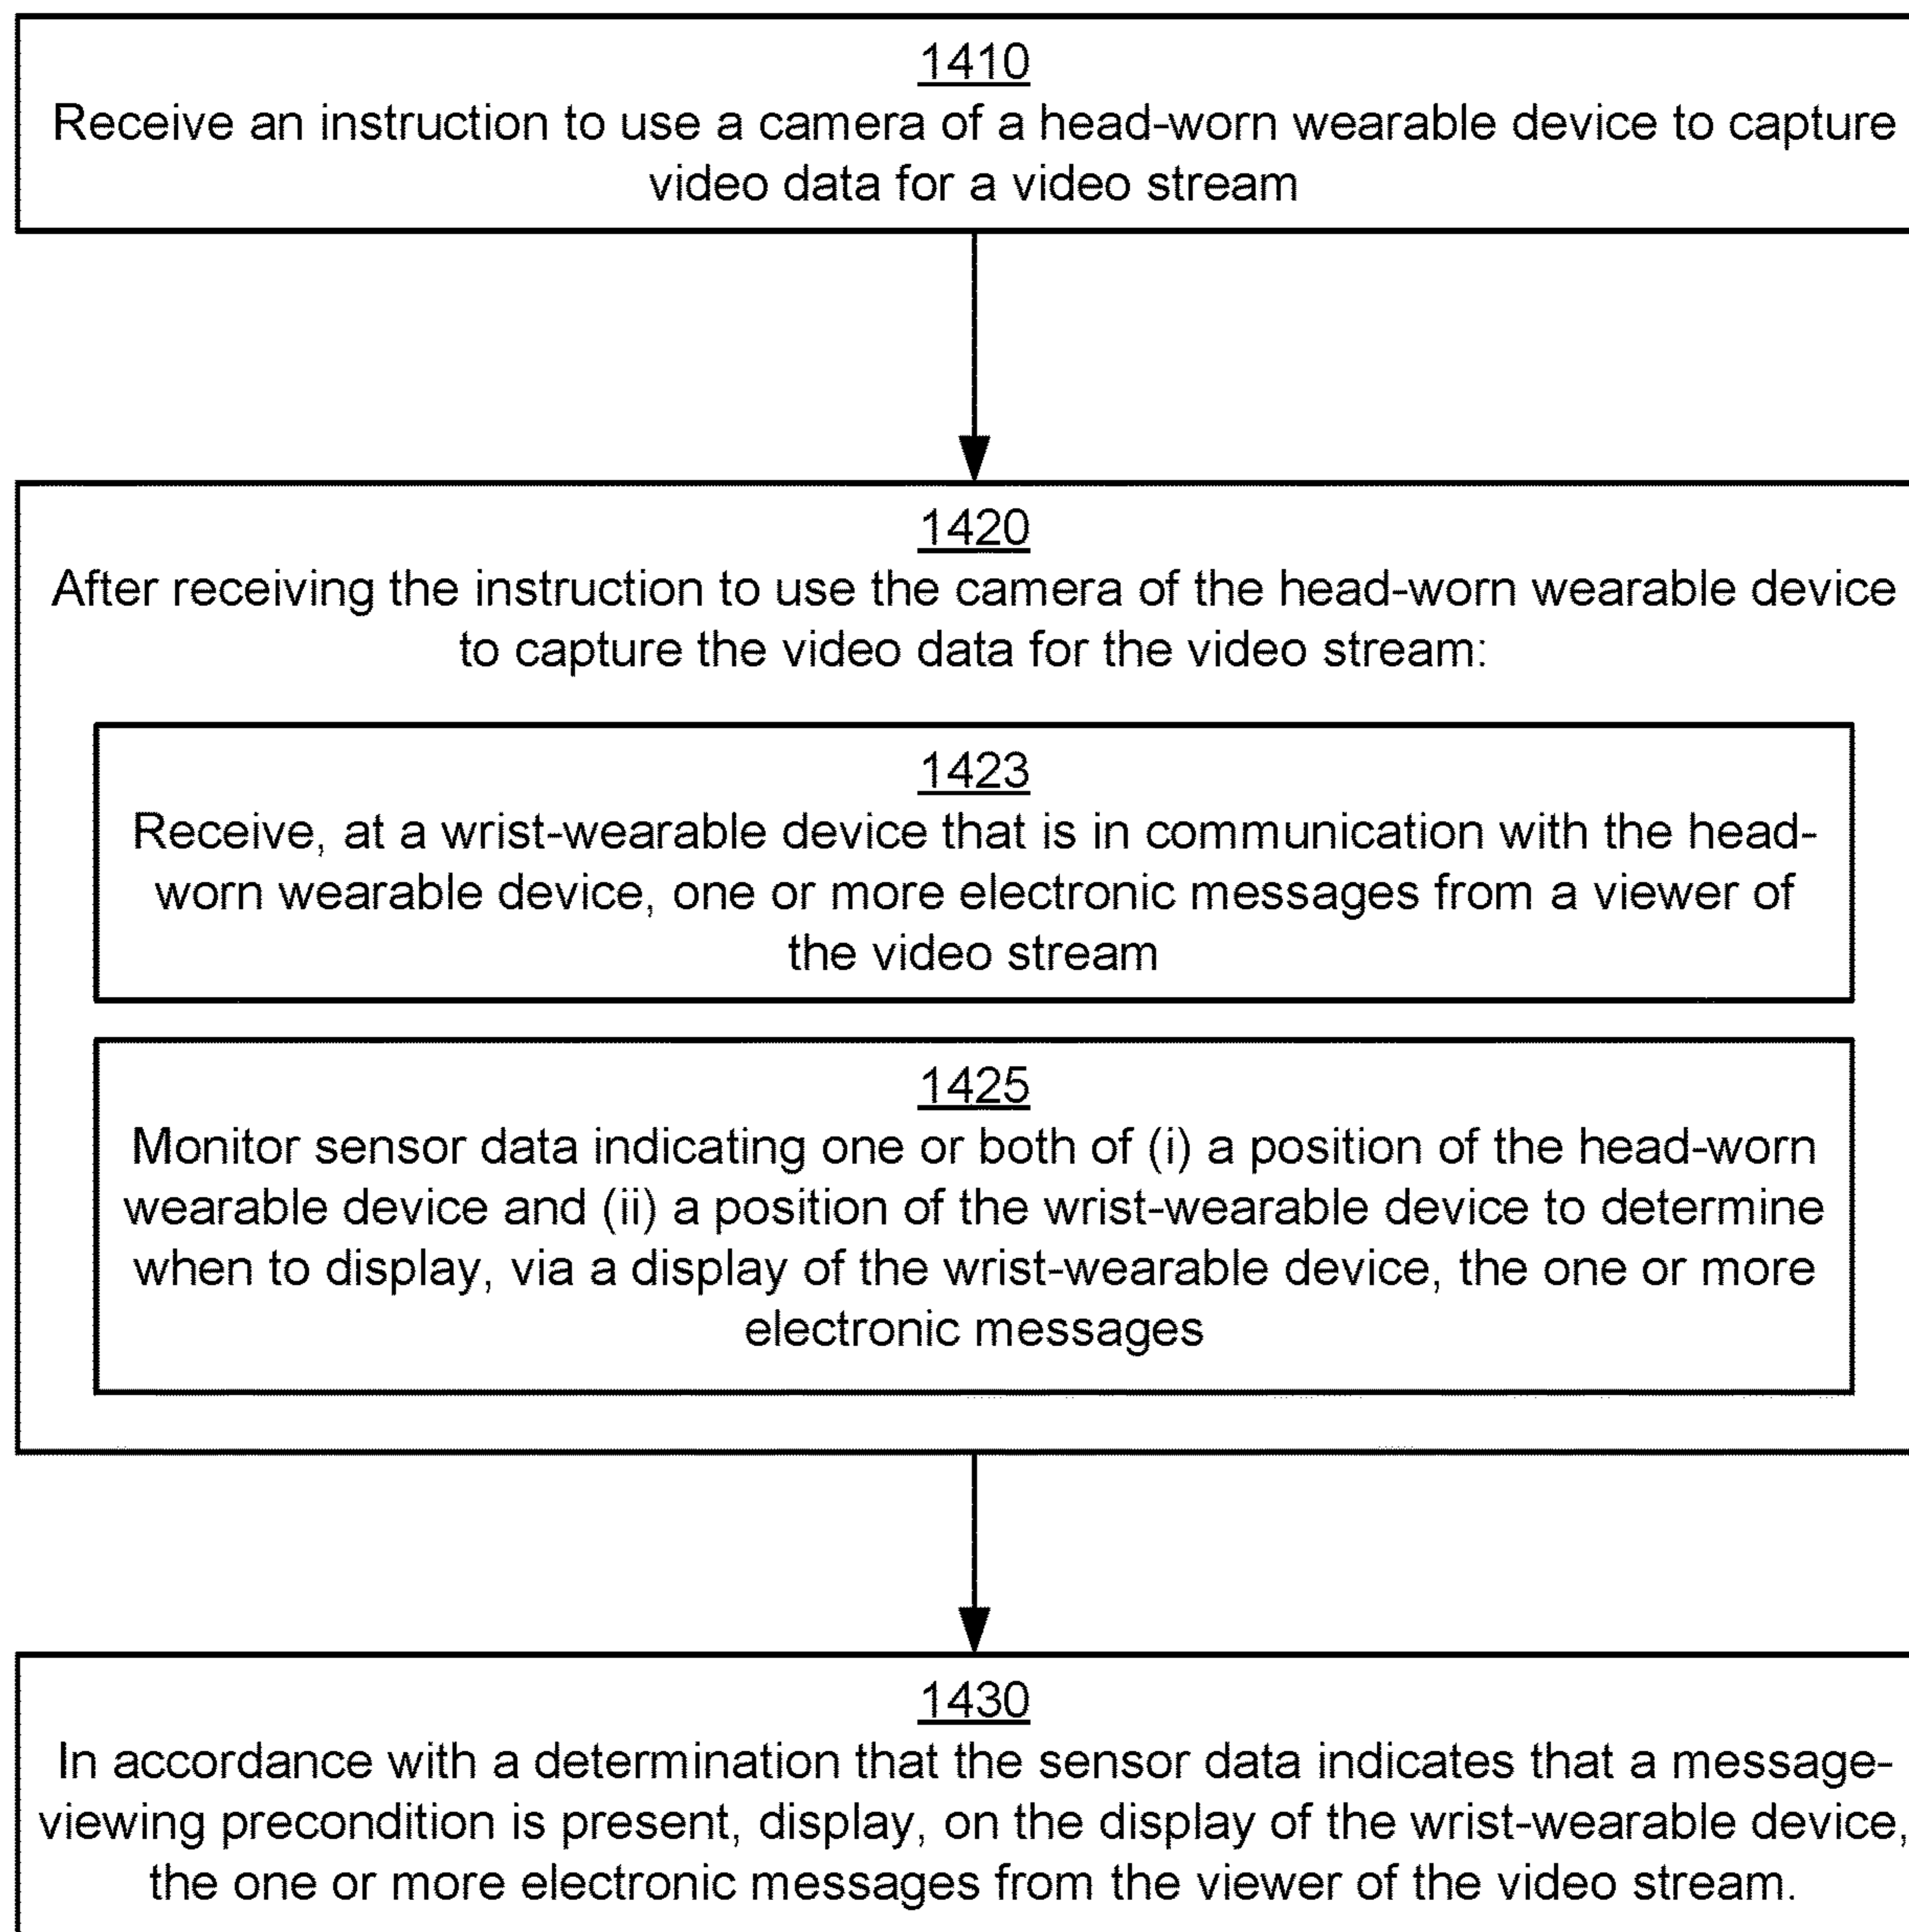 1410
Receive an instruction to use a camera of a head-worn wearable device to capture
video data for a video stream
1420
After receiving the instruction to use the camera of the head-worn wearable device
to capture the video data for the video stream:
1423
Receive, at a wrist-wearable device that is in communication with the head-
worn wearable device, one or more electronic messages from a viewer of
the video stream
1425
Monitor sensor data indicating one or both of (i) a position of the head-worn
wearable device and (ii) a position of the wrist-wearable device to determine
when to display, via a display of the wrist-wearable device, the one or more
electronic messages
1430
In accordance with a determination that the sensor data indicates that a message-
viewing precondition is present, display, on the display of the wrist-wearable device,
the one or more electronic messages from the viewer of the video stream.